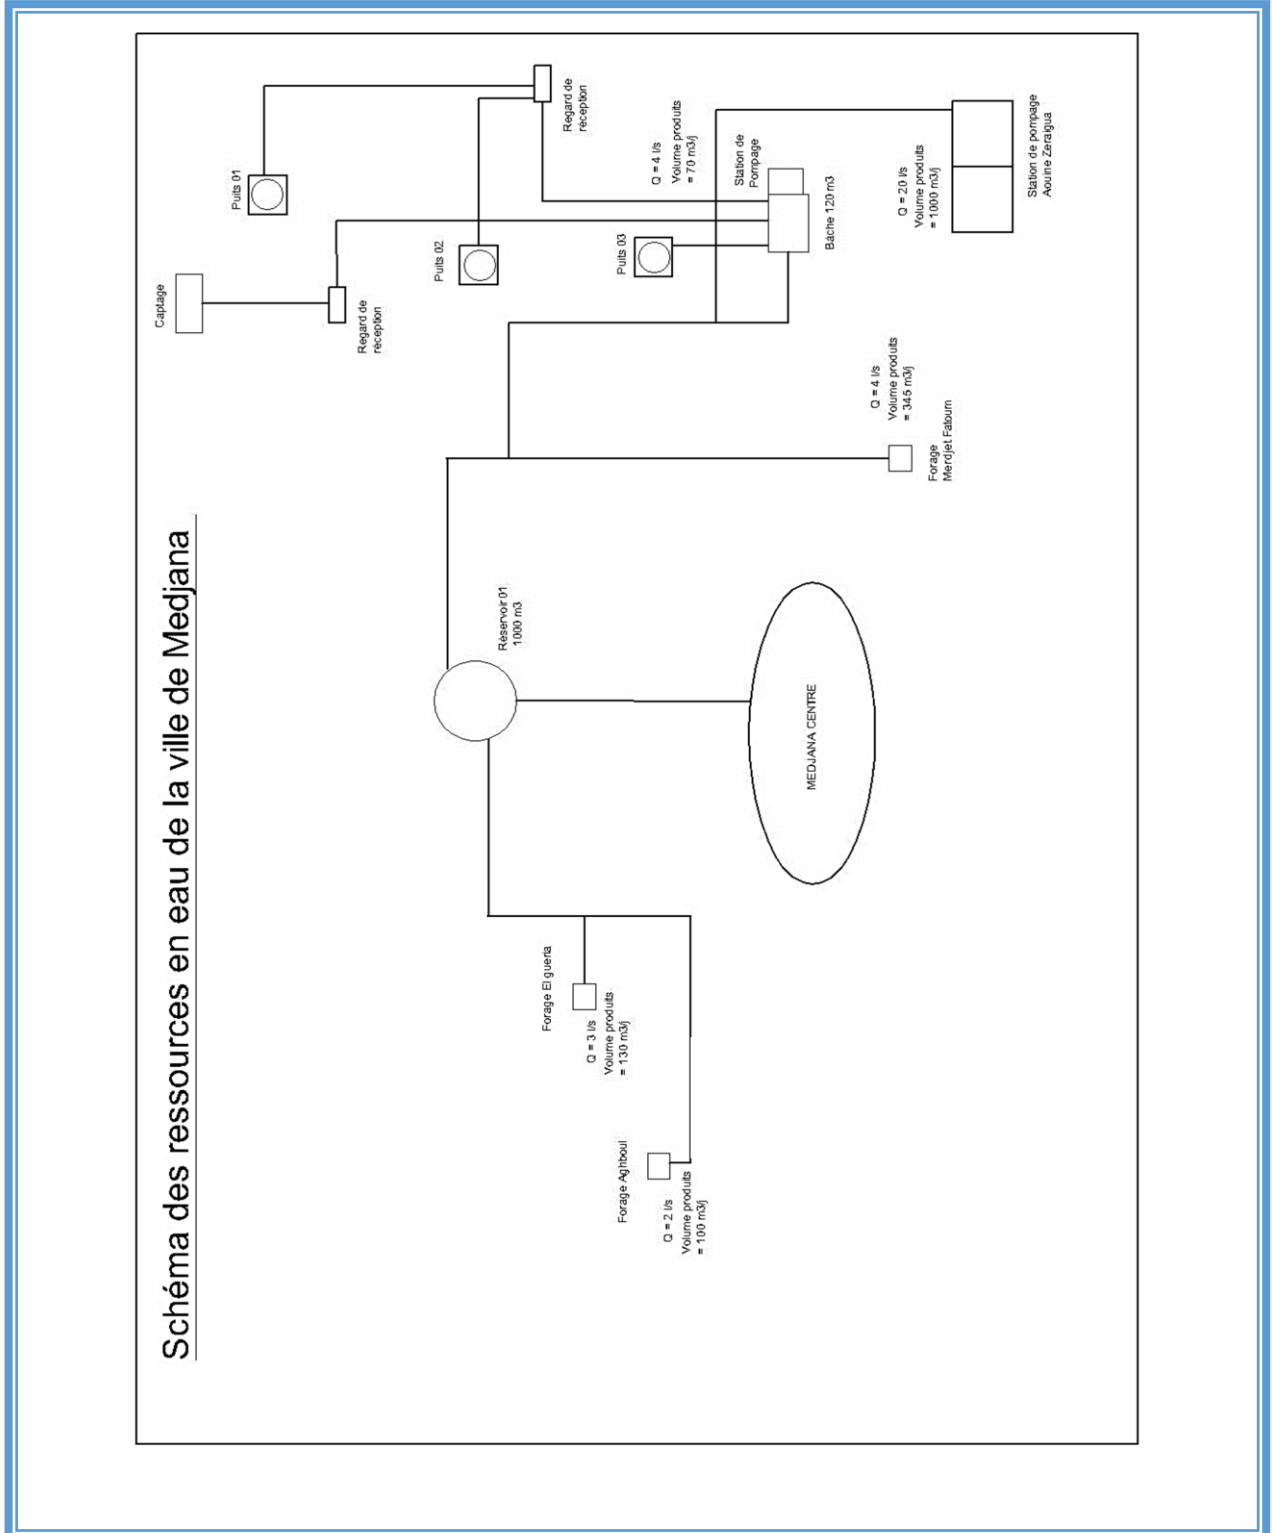 Schéma des ressources en eau de la ville de Medjana
Captage
Regard de
réception
Puits 01
Puits 02
Regard de
réception
Puits 03
Q = 4 l/s
Volume produits
= 70 m3/j
Station de
Pompage
Bàche 120 m3
Q = 20 l/s
Volume produits
= 1000 m3/j
Station de pompage
Aouine Zeraigua
Q = 4 l/s
Volume produits
= 345 m3/j
Forage
Merdjet Fatoum
Réservoir 01
1000 m3
MEDJANA CENTRE
Forage El gueria
Q = 3 l/s
Volume produits
= 130 m3/j
Forage Aghboul
Q = 2 l/s
Volume produits
= 100 m3/j